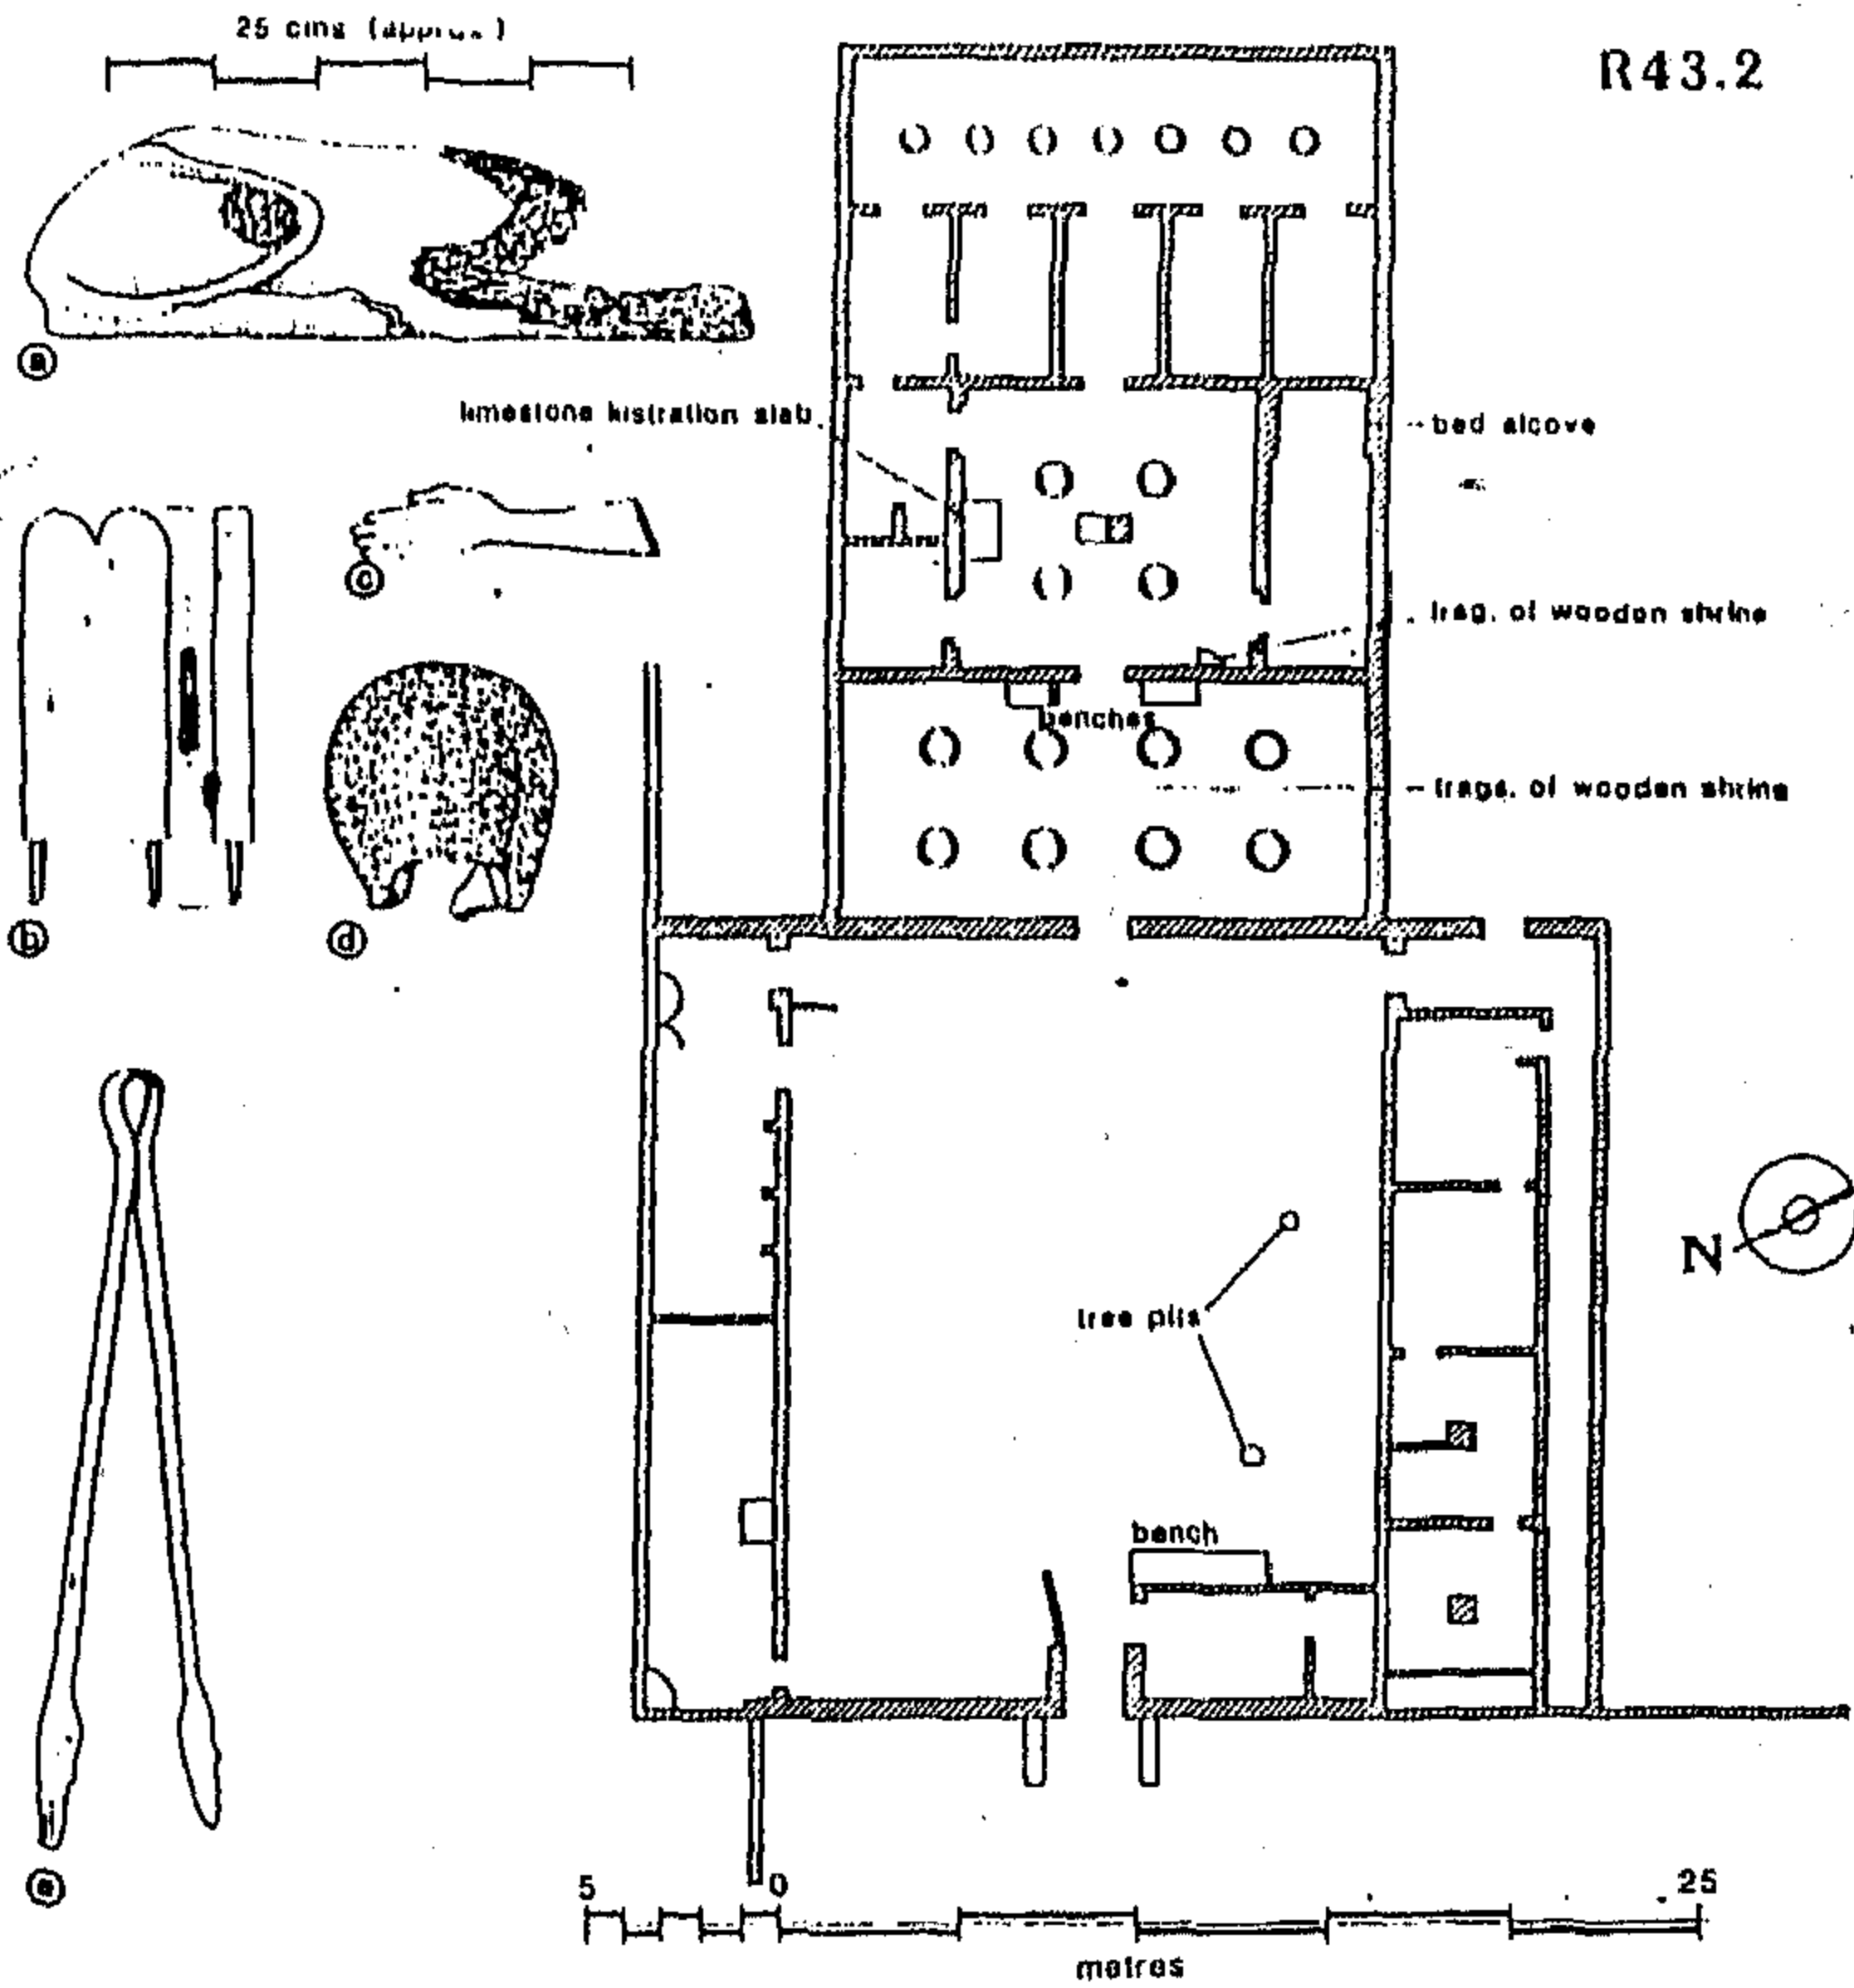 25 cms (approx.)
R43.2
a
limestone lustration slab
bed alcove
c
frag. of wooden shrine
benches
frags. of wooden shrine
b
d
N
tree pits
bench
e
5
0
25
metres